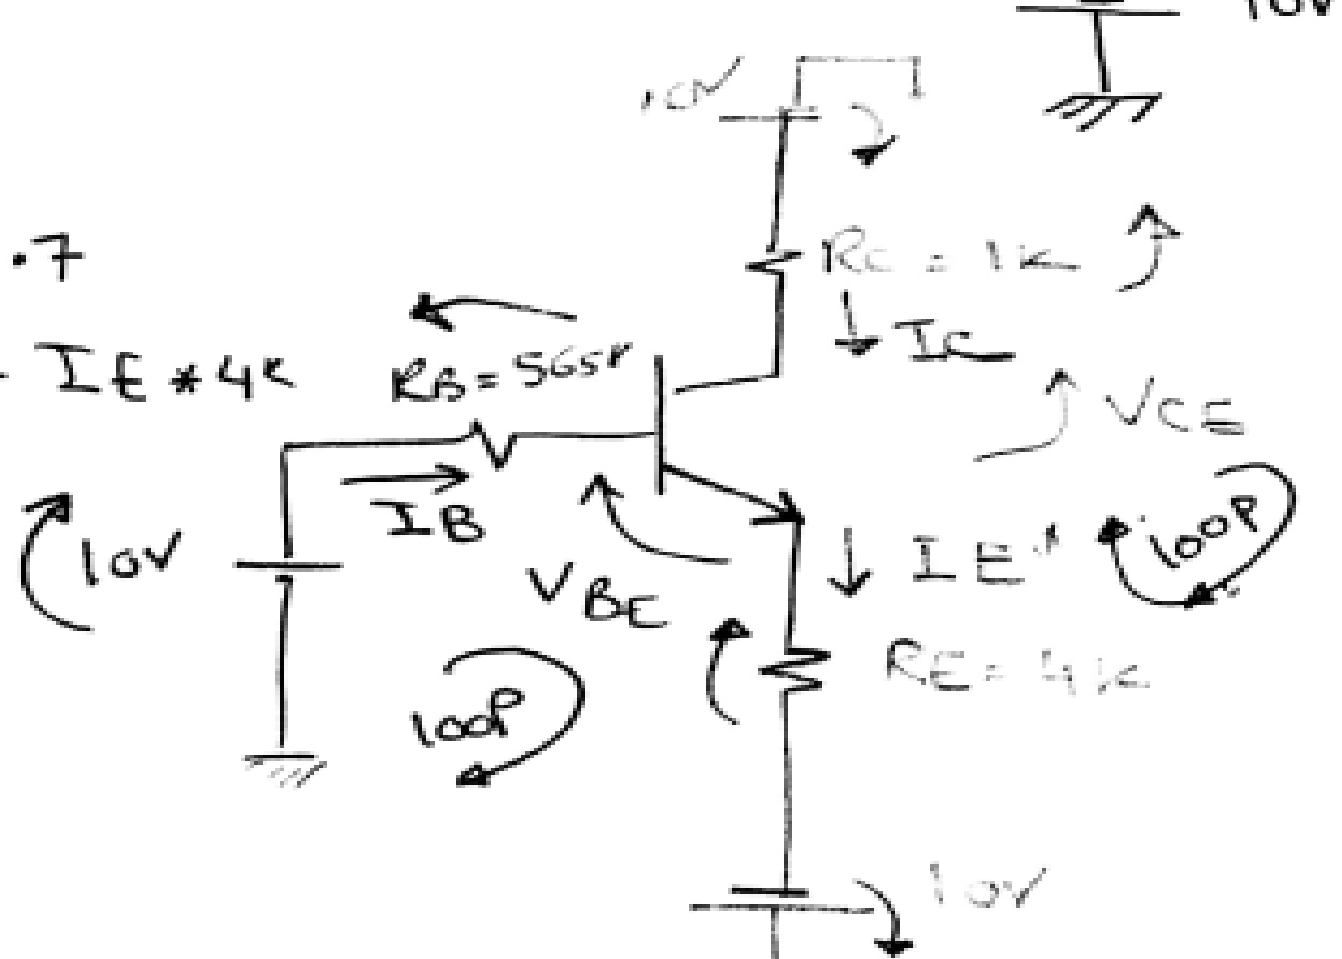 10V
10V
.7
RC = 1K
IC
- IE * 4K
RB = 565K
VCE
IB
10V
VBE
IE
loop
RE = 4K
loop
10V